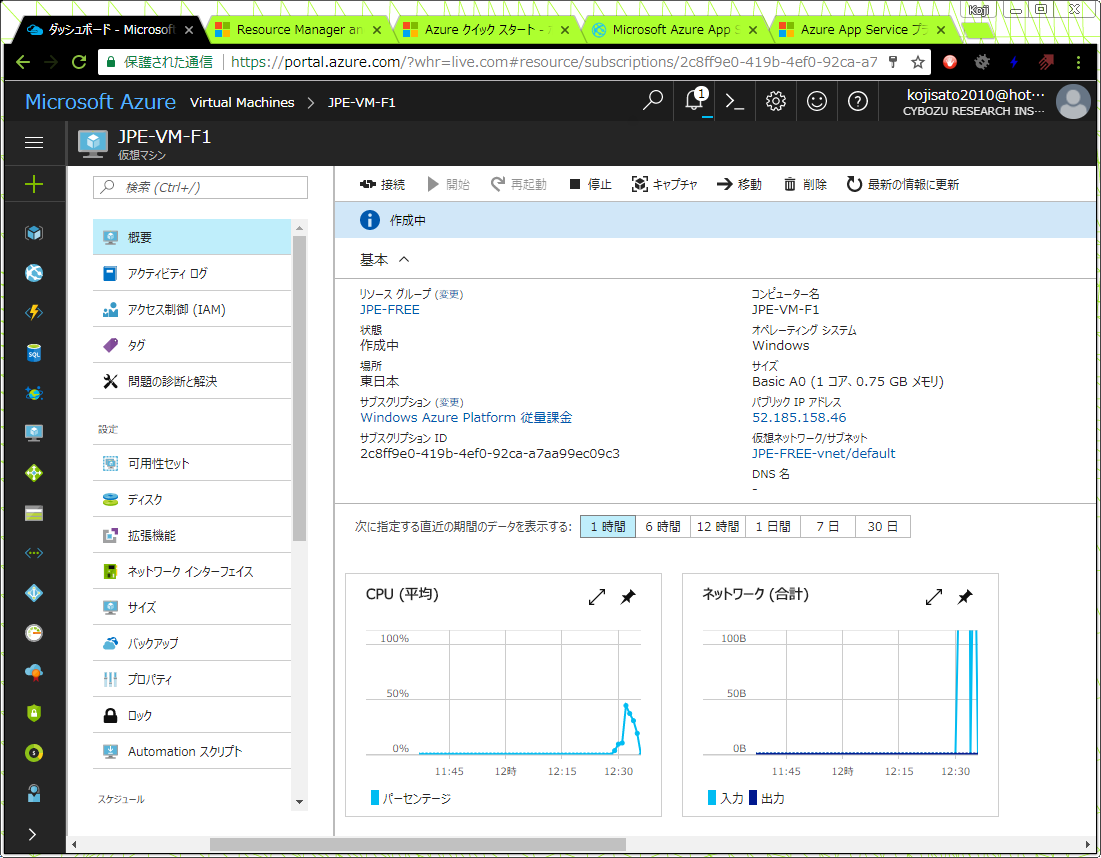 Koji
ダッシュボード - Microsoft
Resource Manager an
Azure クイック スタート -
Microsoft Azure App S
Azure App Service プラ
保護された通信
https://portal.azure.com/?whr=live.com#resource/subscriptions/2c8ff9e0-419b-4ef0-92ca-a7
Microsoft Azure Virtual Machines > JPE-VM-F1
1
kojisato2010@hot…
CYBOZU RESEARCH INS…
JPE-VM-F1
仮想マシン
検索 (Ctrl+/)
接続 開始 再起動 停止 キャプチャ 移動 削除 最新の情報に更新
作成中
概要
アクティビティ ログ
アクセス制御 (IAM)
タグ
問題の診断と解決
設定
可用性セット
ディスク
拡張機能
ネットワーク インターフェイス
サイズ
バックアップ
プロパティ
ロック
Automation スクリプト
スケジュール
基本
リソース グループ (変更)
JPE-FREE
状態
作成中
場所
東日本
サブスクリプション (変更)
Windows Azure Platform 従量課金
サブスクリプション ID
2c8ff9e0-419b-4ef0-92ca-a7aa99ec09c3
コンピューター名
JPE-VM-F1
オペレーティング システム
Windows
サイズ
Basic A0 (1 コア、0.75 GB メモリ)
パブリック IP アドレス
52.185.158.46
仮想ネットワーク/サブネット
JPE-FREE-vnet/default
DNS 名
-
次に指定する直近の期間のデータを表示する: 1 時間 6 時間 12 時間 1 日間 7 日 30 日
CPU (平均)
100%
50%
0%
11:45 12時 12:15 12:30
パーセンテージ
ネットワーク (合計)
100B
50B
0B
11:45 12時 12:15 12:30
入力 出力